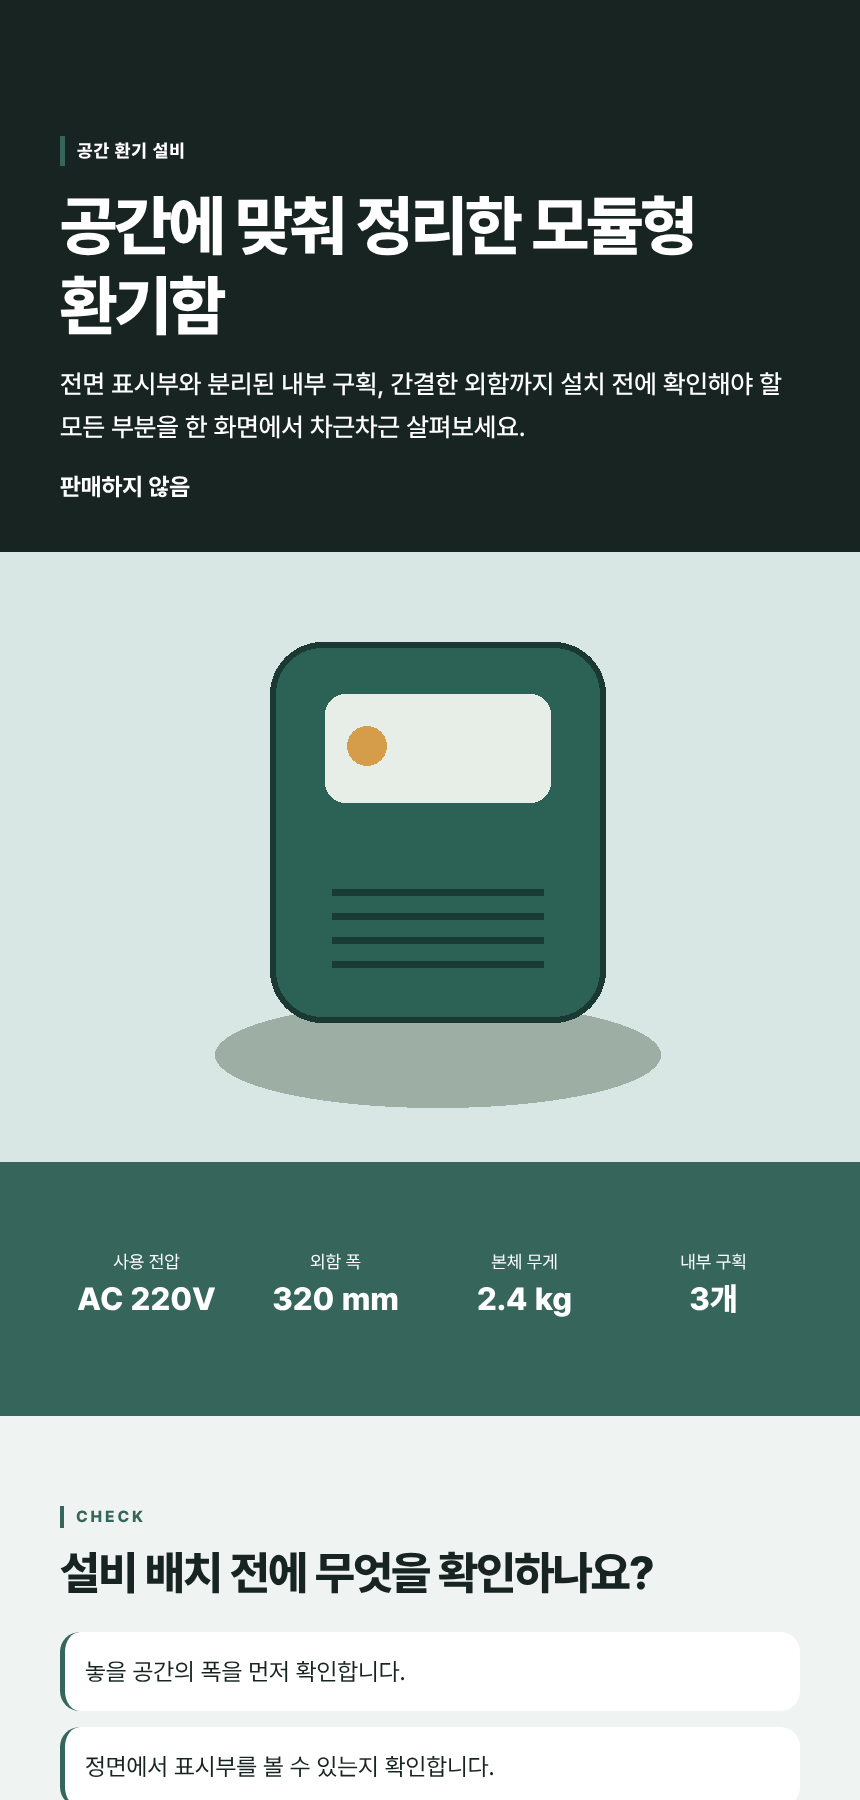 공간 환기 설비
공간에 맞춰 정리한 모듈형
환기함
전면 표시부와 분리된 내부 구획, 간결한 외함까지 설치 전에 확인해야 할
모든 부분을 한 화면에서 차근차근 살펴보세요.
판매하지 않음
사용 전압
AC 220V
외함 폭
320 mm
본체 무게
2.4 kg
내부 구획
3개
CHECK
설비 배치 전에 무엇을 확인하나요?
놓을 공간의 폭을 먼저 확인합니다.
정면에서 표시부를 볼 수 있는지 확인합니다.